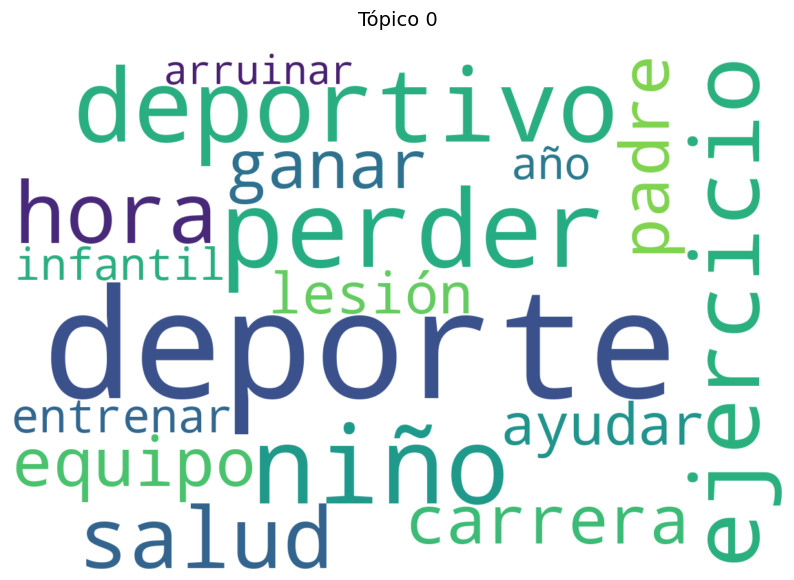 Tópico 0
arruinar
deportivo
padre
ejercicio
ganar
año
hora
perder
infantil
lesión
deporte
entrenar
ayudar
equipo
niño
carrera
salud